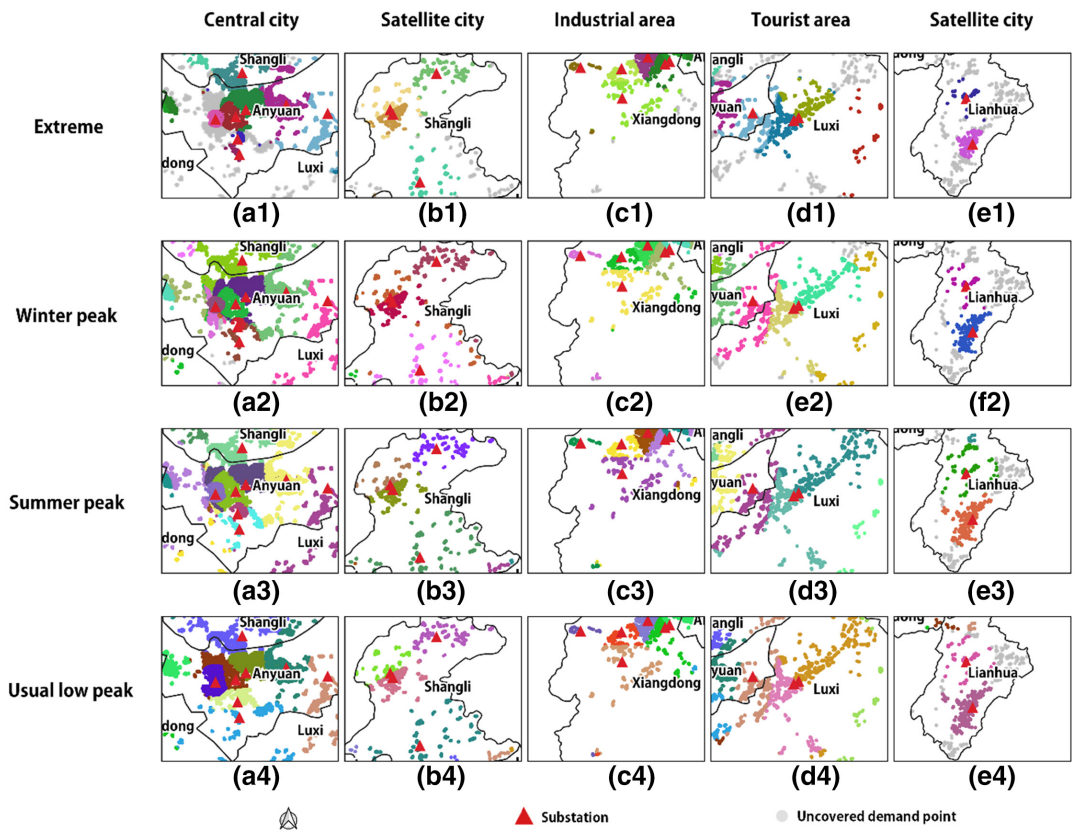 Central city Satellite city Industrial area Tourist area Satellite city
Extreme
Shangli
Anyuan
dong
Luxi
Shangli
Xiangdong
angli
yuan
Luxi
Lianhua
(a1) (b1) (c1) (d1) (e1)
Winter peak
Shangli
Anyuan
dong
Luxi
Shangli
Xiangdong
angli
yuan
Luxi
Lianhua
(a2) (b2) (c2) (e2) (f2)
Summer peak
Shangli
Anyuan
dong
Luxi
Shangli
Xiangdong
angli
yuan
Luxi
Lianhua
(a3) (b3) (c3) (d3) (e3)
Usual low peak
Shangli
Anyuan
dong
Luxi
Shangli
Xiangdong
angli
yuan
Luxi
Lianhua
(a4) (b4) (c4) (d4) (e4)
Substation Uncovered demand point